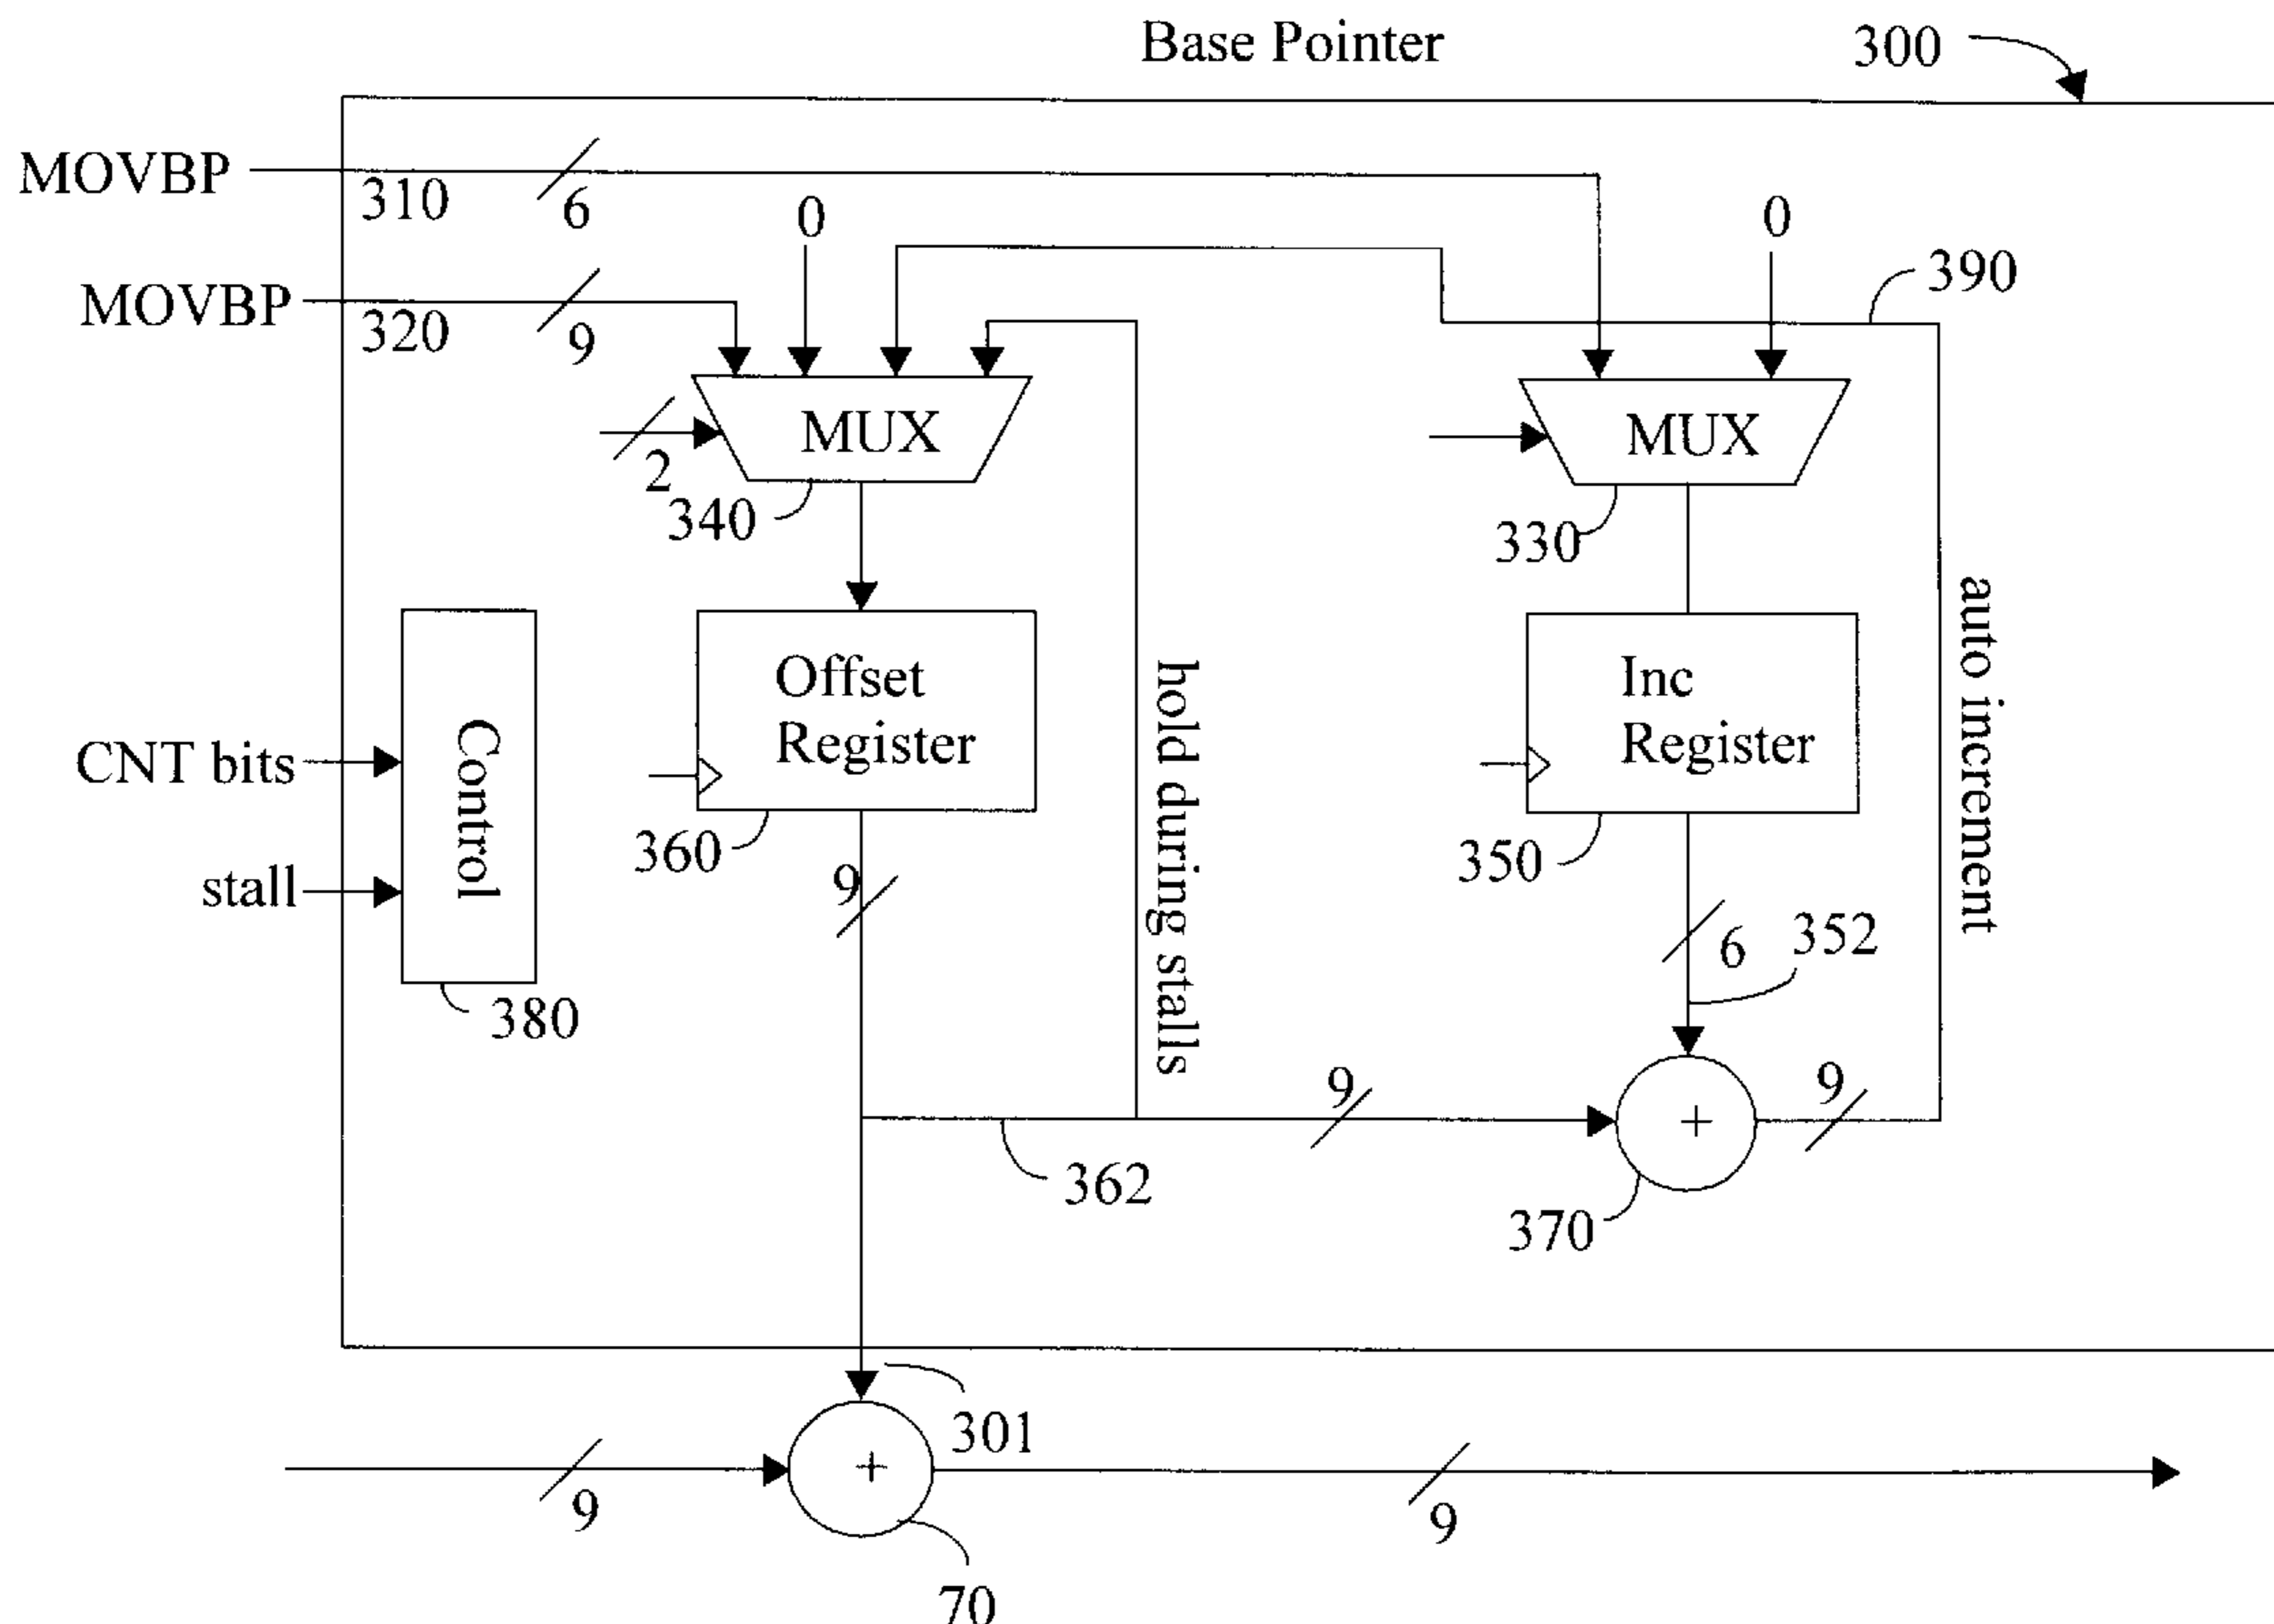 Base Pointer
300
MOVBP
310
6
0
0
MOVBP
320
9
390
2
MUX
340
MUX
330
Offset
Register
360
9
Inc
Register
350
6
352
hold during stalls
auto increment
CNT bits
stall
Control
380
9
9
362
+
370
301
9
+
9
70